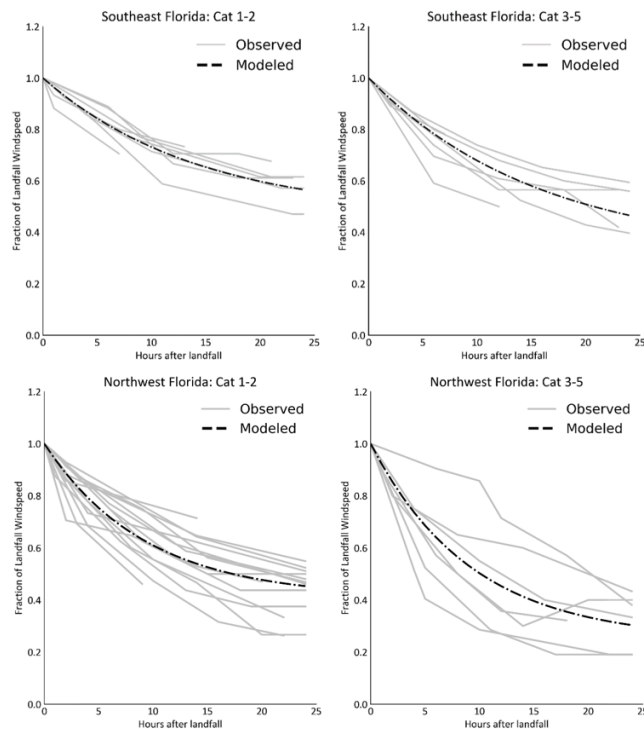 Southeast Florida: Cat 1-2
1.2
1.0
0.8
0.6
0.4
0.2
0.0
Fraction of Landfall Windspeed
Observed
Modeled
0 5 10 15 20 25
Hours after landfall
Southeast Florida: Cat 3-5
1.2
1.0
0.8
0.6
0.4
0.2
0.0
Fraction of Landfall Windspeed
Observed
Modeled
0 5 10 15 20 25
Hours after landfall
Northwest Florida: Cat 1-2
1.2
1.0
0.8
0.6
0.4
0.2
0.0
Fraction of Landfall Windspeed
Observed
Modeled
0 5 10 15 20 25
Hours after landfall
Northwest Florida: Cat 3-5
1.2
1.0
0.8
0.6
0.4
0.2
0.0
Fraction of Landfall Windspeed
Observed
Modeled
0 5 10 15 20 25
Hours after landfall